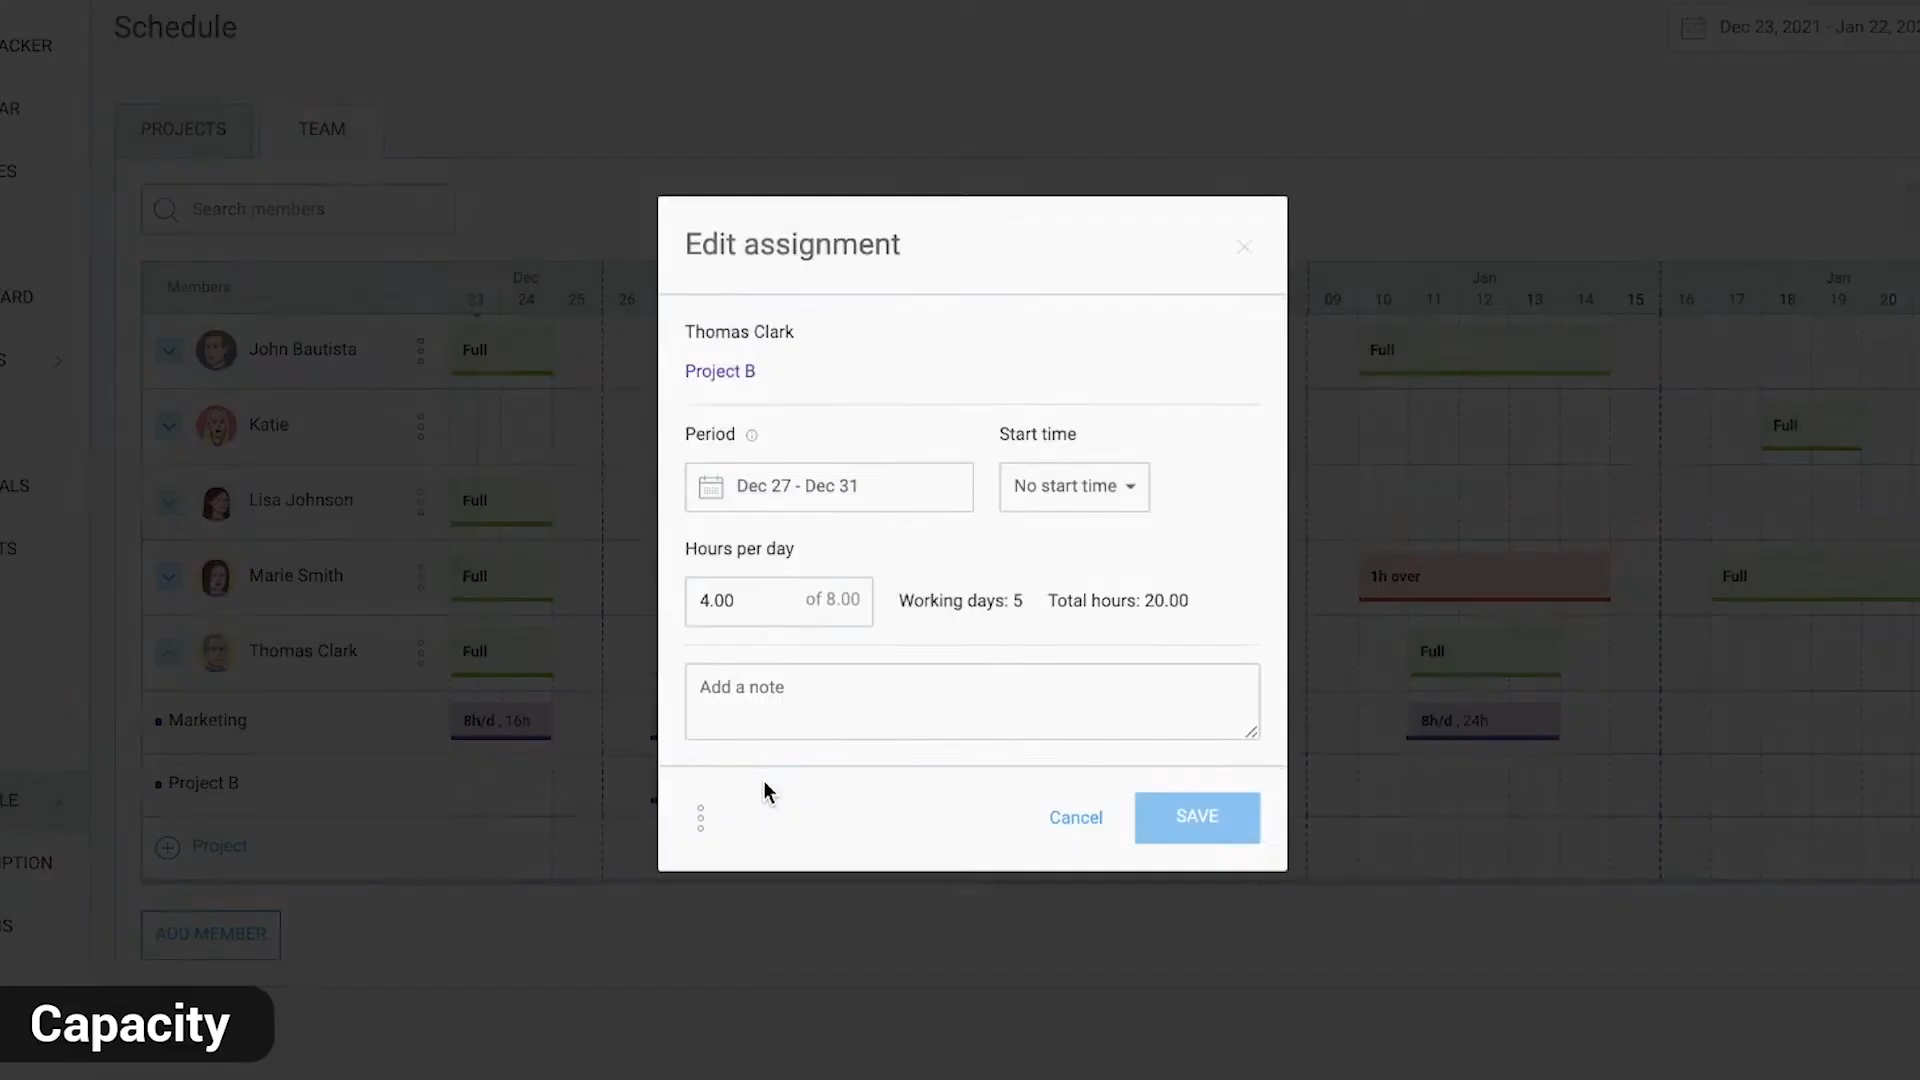 Schedule
Dec 23, 2021 - Jan 22, 202
ACKER
AR
ES
ARD
S
ALS
TS
LE
PTION
IS
PROJECTS
TEAM
Search members
Members
Dec
23 24 25 26
Jan
09 10 11 12 13 14 15
Jan
16 17 18 19 20
John Bautista
Full
Full
Katie
Full
Lisa Johnson
Full
Marie Smith
Full
1h over
Full
Thomas Clark
Full
Full
Marketing
8h/d , 16h
8h/d , 24h
Project B
Project
ADD MEMBER
Edit assignment
Thomas Clark
Project B
Period
Start time
Dec 27 - Dec 31
No start time
Hours per day
4.00 of 8.00
Working days: 5
Total hours: 20.00
Add a note
Cancel
SAVE
Capacity